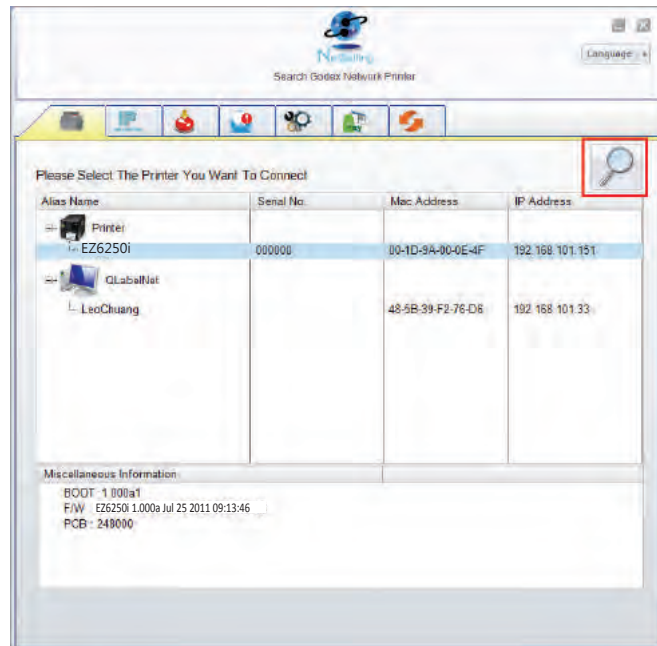 Language
Search Godex Network Printer
Please Select The Printer You Want To Connect
Alias Name Serial No. Mac Address IP Address
Printer
EZ6250i 000000 00-1D-9A-00-0E-4F 192.168.101.151
QLabelNet
LeoChuang 48-5B-39-F2-76-D6 192.168.101.33
Miscellaneous Information
BOOT :1.000a1
F/W EZ6250i 1.000a Jul 25 2011 09:13:46
PCB : 248000